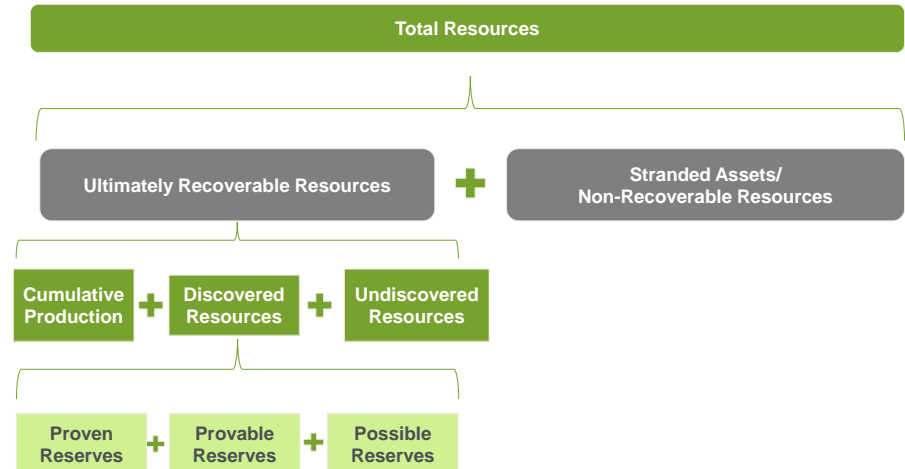 Total Resources
Ultimately Recoverable Resources
Stranded Assets/
Non-Recoverable Resources
Cumulative
Production
Discovered
Resources
Undiscovered
Resources
Proven
Reserves
Provable
Reserves
Possible
Reserves